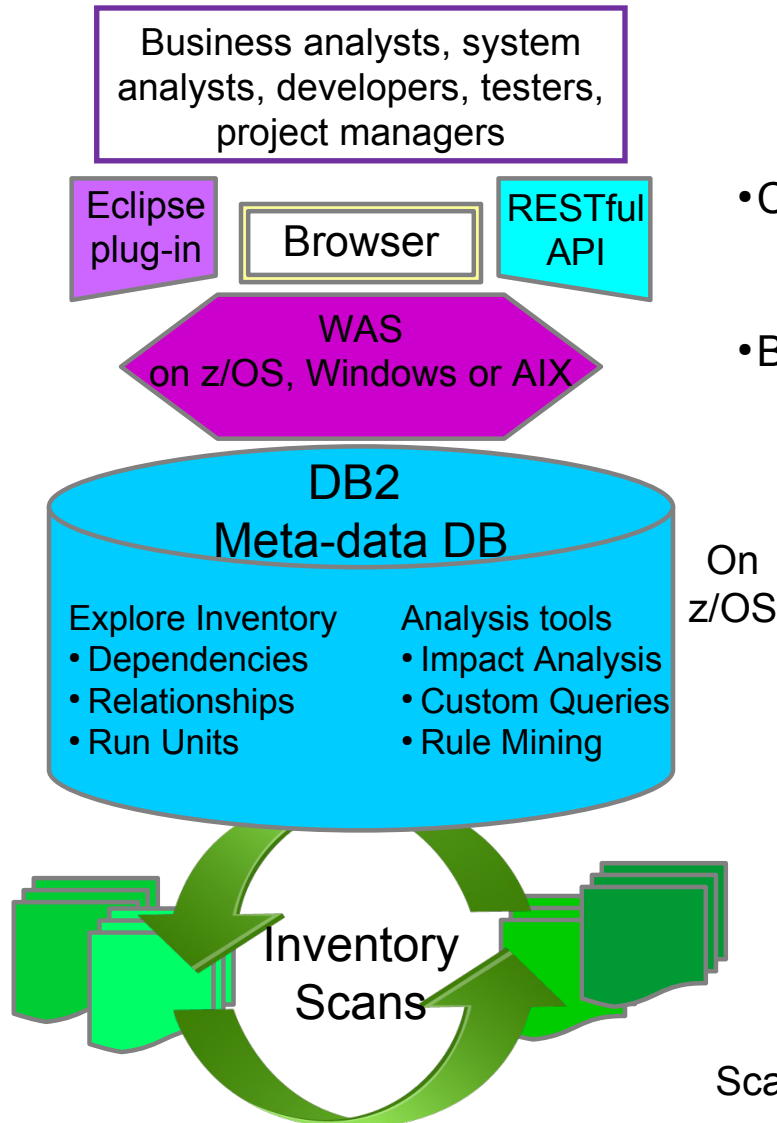 Business analysts, system
analysts, developers, testers,
project managers
Eclipse
plug-in
Browser
RESTful
API
•C
WAS
on z/OS, Windows or AIX
•B
DB2
Meta-data DB
On
z/OS
Explore Inventory
• Dependencies
• Relationships
• Run Units
Analysis tools
• Impact Analysis
• Custom Queries
• Rule Mining
Inventory
Scans
Sca